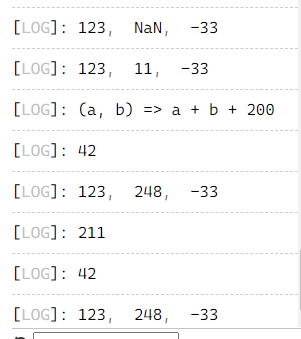 [LOG]: 123,  NaN,  -33
[LOG]: 123,  11,  -33
[LOG]: (a, b) => a + b + 200
[LOG]: 42
[LOG]: 123,  248,  -33
[LOG]: 211
[LOG]: 42
[LOG]: 123,  248,  -33